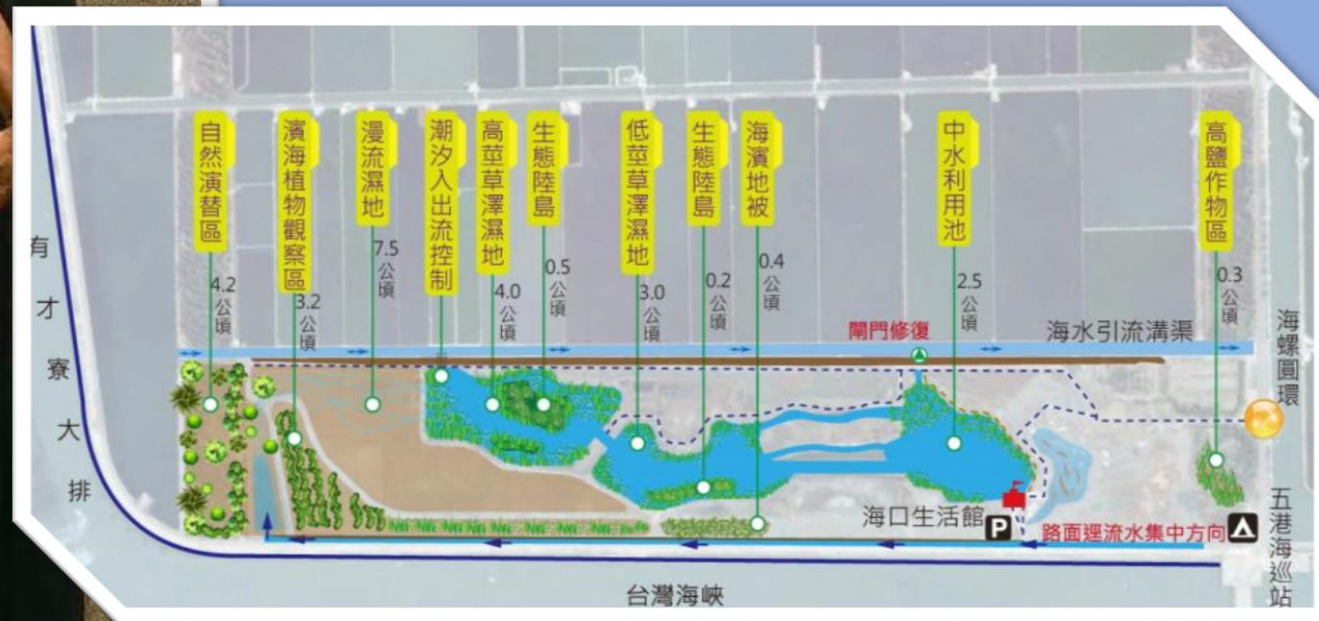 自然演替區
4.2公頃
濱海植物觀察區
3.2公頃
漫流濕地
7.5公頃
潮汐入出流控制
高莖草澤濕地
4.0公頃
生態陸島
0.5公頃
低莖草澤濕地
3.0公頃
生態陸島
0.2公頃
海濱地被
0.4公頃
中水利用池
2.5公頃
高鹽作物區
0.3公頃
有才寮大排
閘門修復
海水引流溝渠
海螺圓環
海口生活館
P
路面逕流水集中方向
五港海巡站
台灣海峽